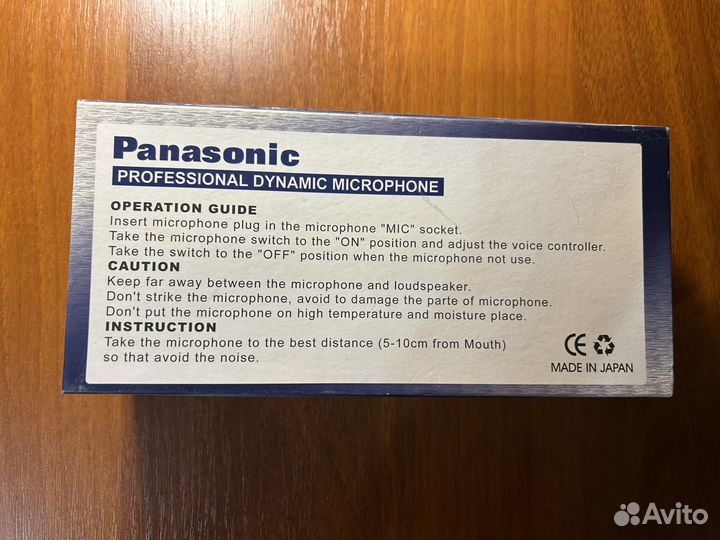 Panasonic
PROFESSIONAL DYNAMIC MICROPHONE
OPERATION GUIDE
Insert microphone plug in the microphone "MIC" socket.
Take the microphone switch to the "ON" position and adjust the voice controller.
Take the switch to the "OFF" position when the microphone not use.
CAUTION
Keep far away between the microphone and loudspeaker.
Don't strike the microphone, avoid to damage the parte of microphone.
Don't put the microphone on high temperature and moisture place.
INSTRUCTION
Take the microphone to the best distance (5-10cm from Mouth)
so that avoid the noise.
CE
MADE IN JAPAN
Avito